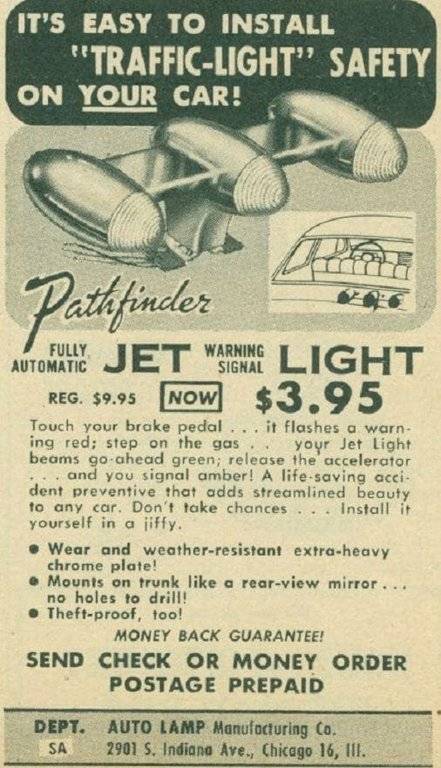 IT'S EASY TO INSTALL
"TRAFFIC-LIGHT" SAFETY
ON YOUR CAR!
Pathfinder
FULLY AUTOMATIC JET WARNING SIGNAL LIGHT
REG. $9.95 NOW $3.95
Touch your brake pedal . . . it flashes a warn-
ing red; step on the gas . . your Jet Light
beams go-ahead green; release the accelerator
. . . and you signal amber! A life-saving acci-
dent preventive that adds streamlined beauty
to any car. Don't take chances . . . Install it
yourself in a jiffy.
• Wear and weather-resistant extra-heavy
chrome plate!
• Mounts on trunk like a rear-view mirror . . .
no holes to drill!
• Theft-proof, too!
MONEY BACK GUARANTEE!
SEND CHECK OR MONEY ORDER
POSTAGE PREPAID
DEPT. AUTO LAMP Manufacturing Co.
SA 2901 S. Indiana Ave., Chicago 16, Ill.